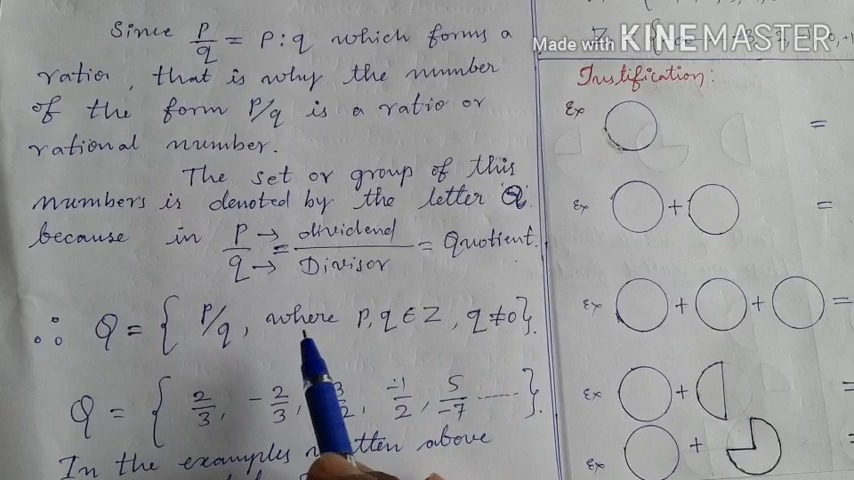 Since P/q = P:q which forms a
ratio, that is why the number
of the form P/q is a ratio or
rational number.
The set or group of this
numbers is denoted by the letter Q.
because in P/q → → = dividend/Divisor = Quotient.
∴ Q = { P/q, where P, q ∈ Z, q ≠ 0}.
Q = { 2/3, -2/3, 3/2, -1/2, 5/-7 ...... }.
In the examples written above
Made with KINEMASTER
Justification:
Ex =
Ex + =
Ex + + =
Ex +
Ex + =